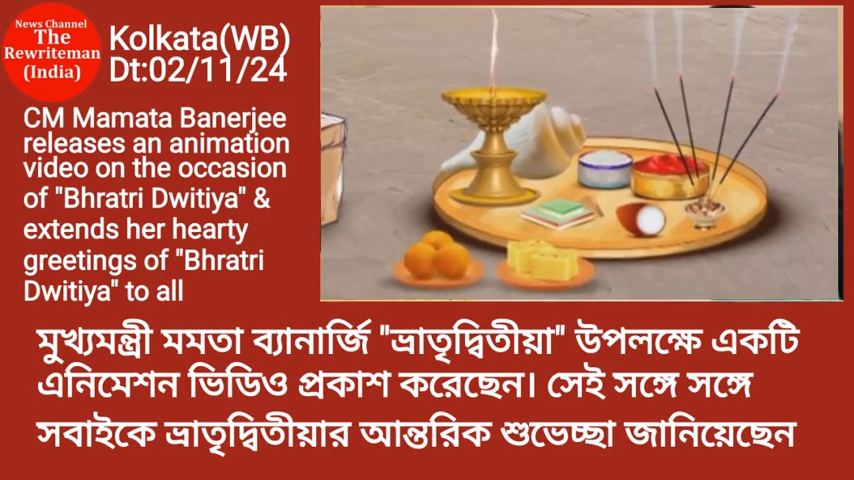 News Channel
The
Rewriteman
(India)
Kolkata(WB)
Dt:02/11/24
CM Mamata Banerjee
releases an animation
video on the occasion
of "Bhratri Dwitiya" &
extends her hearty
greetings of "Bhratri
Dwitiya" to all
মুখ্যমন্ত্রী মমতা ব্যানার্জি "ভ্রাতৃদ্বিতীয়া" উপলক্ষে একটি
এনিমেশন ভিডিও প্রকাশ করেছেন। সেই সঙ্গে সঙ্গে
সবাইকে ভ্রাতৃদ্বিতীয়ার আন্তরিক শুভেচ্ছা জানিয়েছেন